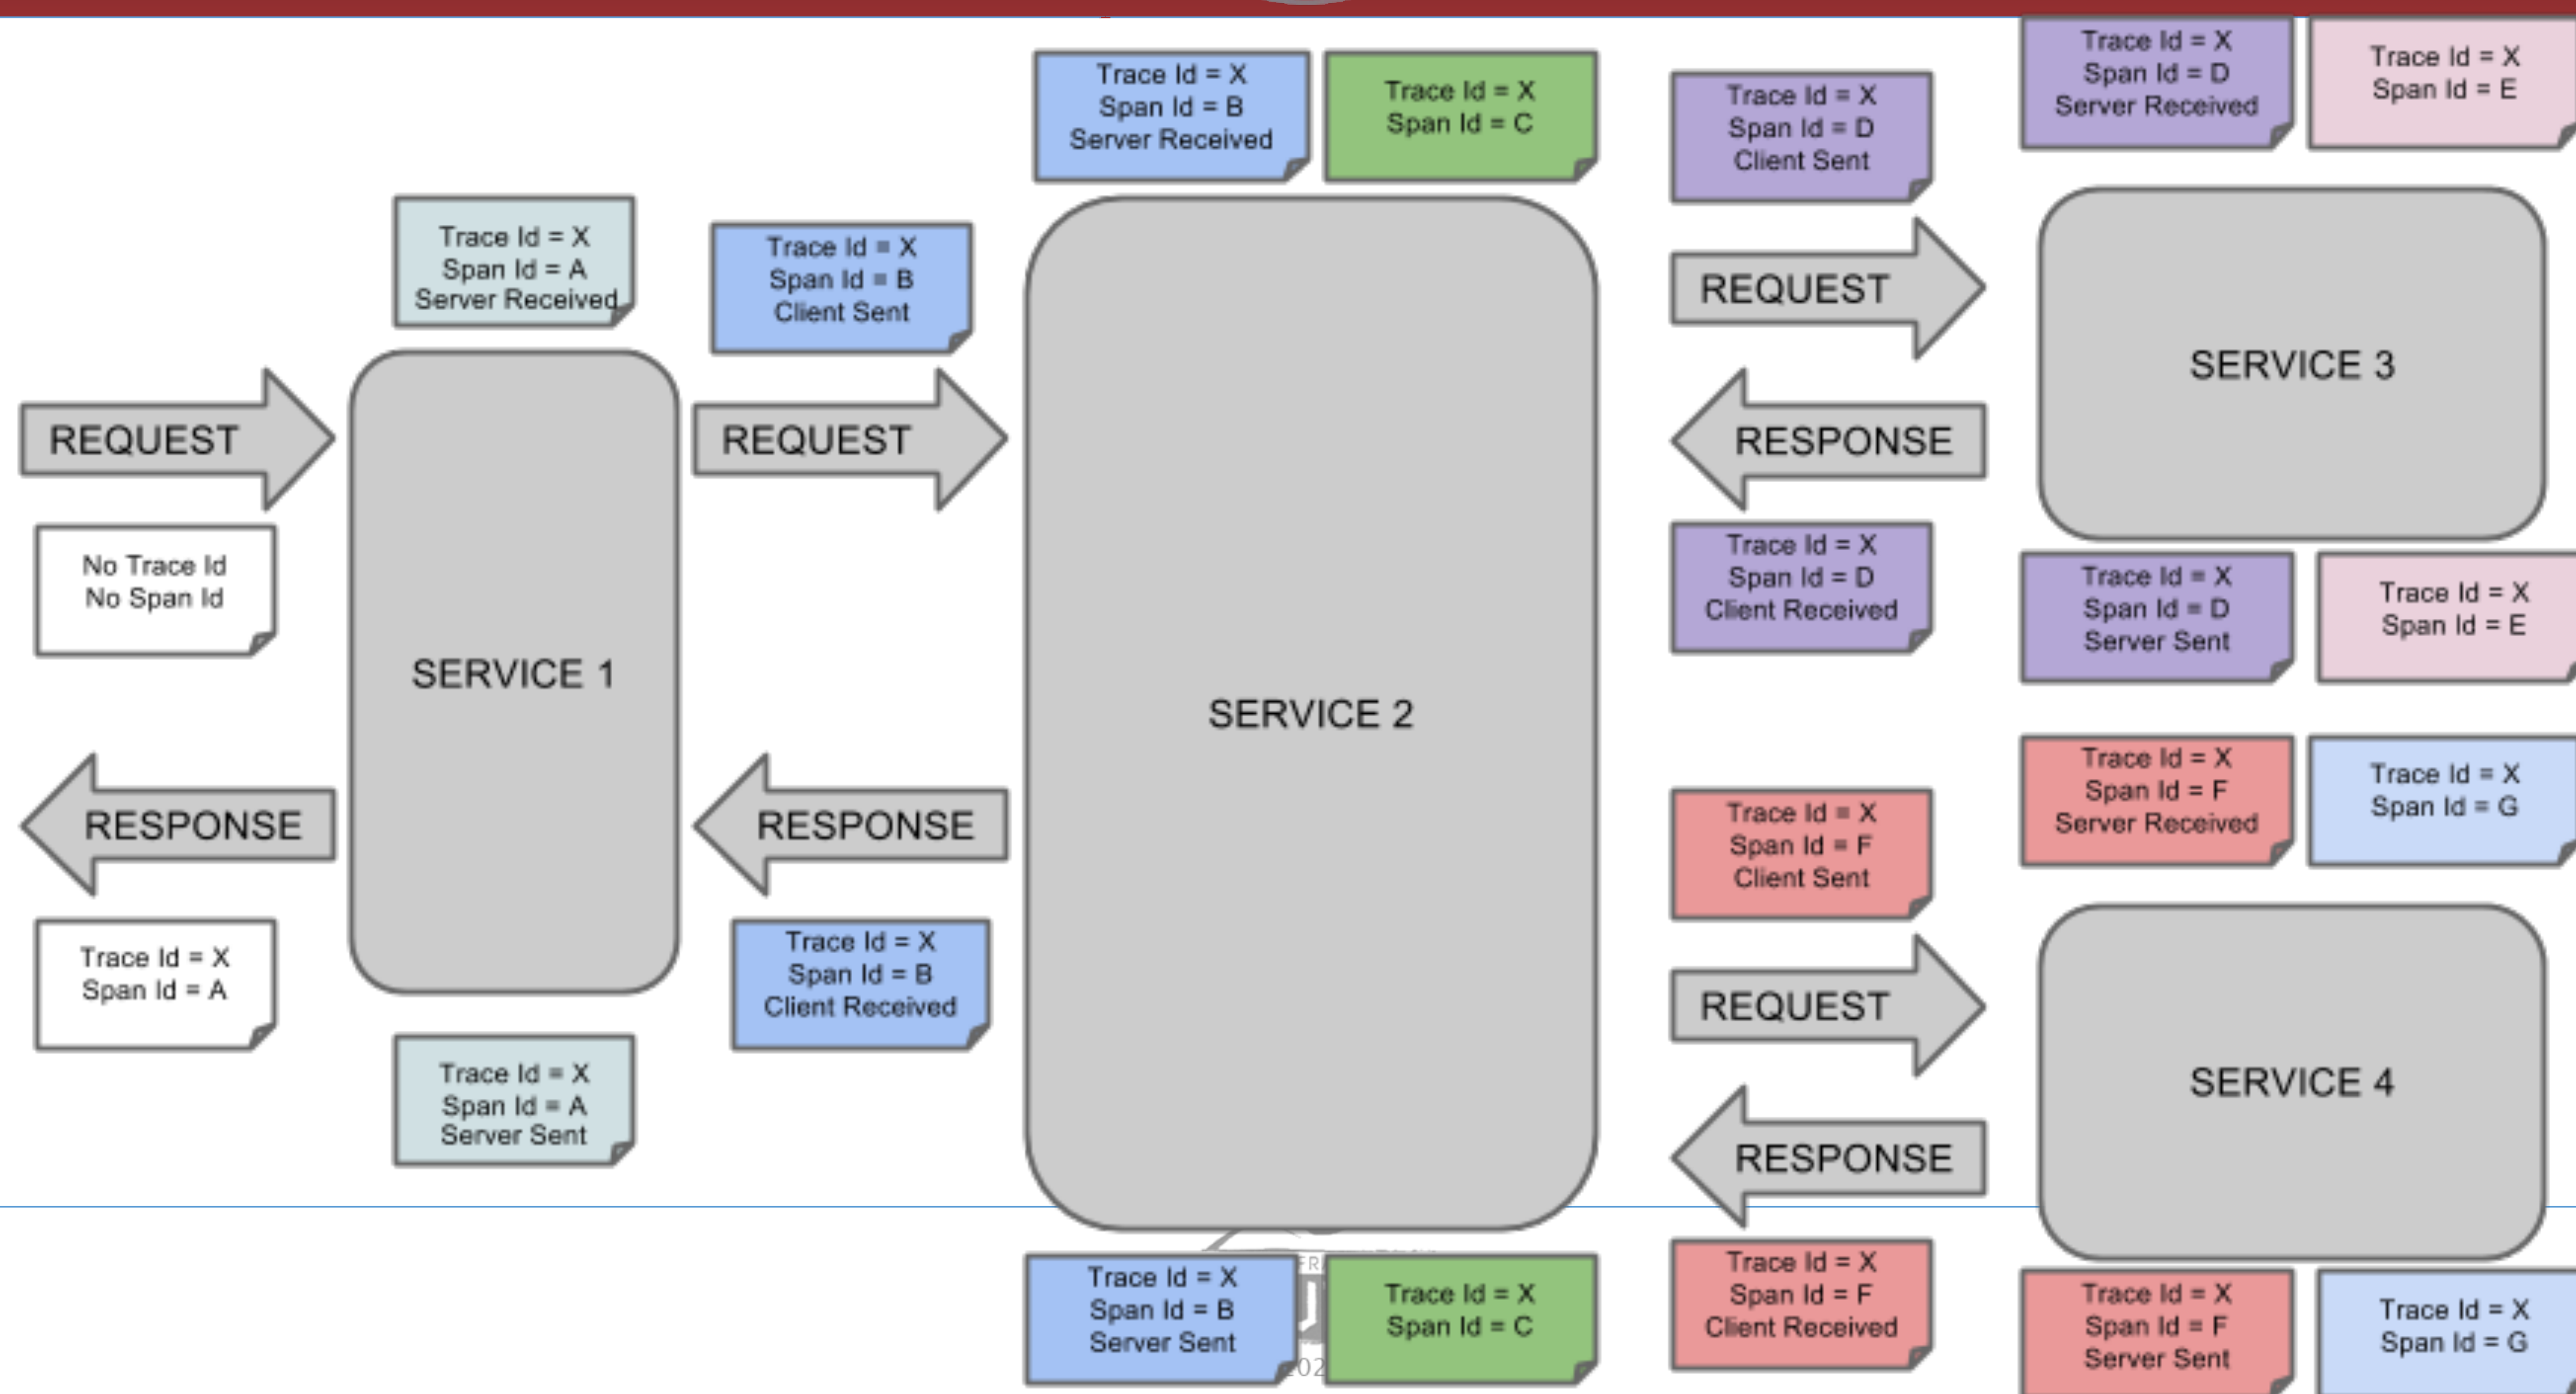 Trace Id = X
Span Id = A
Server Received
REQUEST
No Trace Id
No Span Id
SERVICE 1
RESPONSE
Trace Id = X
Span Id = A
Trace Id = X
Span Id = A
Server Sent
Trace Id = X
Span Id = B
Client Sent
REQUEST
RESPONSE
Trace Id = X
Span Id = B
Client Received
Trace Id = X
Span Id = B
Server Received
Trace Id = X
Span Id = C
SERVICE 2
Trace Id = X
Span Id = B
Server Sent
Trace Id = X
Span Id = C
Trace Id = X
Span Id = D
Client Sent
REQUEST
RESPONSE
Trace Id = X
Span Id = D
Client Received
Trace Id = X
Span Id = D
Server Received
Trace Id = X
Span Id = E
SERVICE 3
Trace Id = X
Span Id = D
Server Sent
Trace Id = X
Span Id = E
Trace Id = X
Span Id = F
Client Sent
REQUEST
RESPONSE
Trace Id = X
Span Id = F
Client Received
Trace Id = X
Span Id = F
Server Received
Trace Id = X
Span Id = G
SERVICE 4
Trace Id = X
Span Id = F
Server Sent
Trace Id = X
Span Id = G